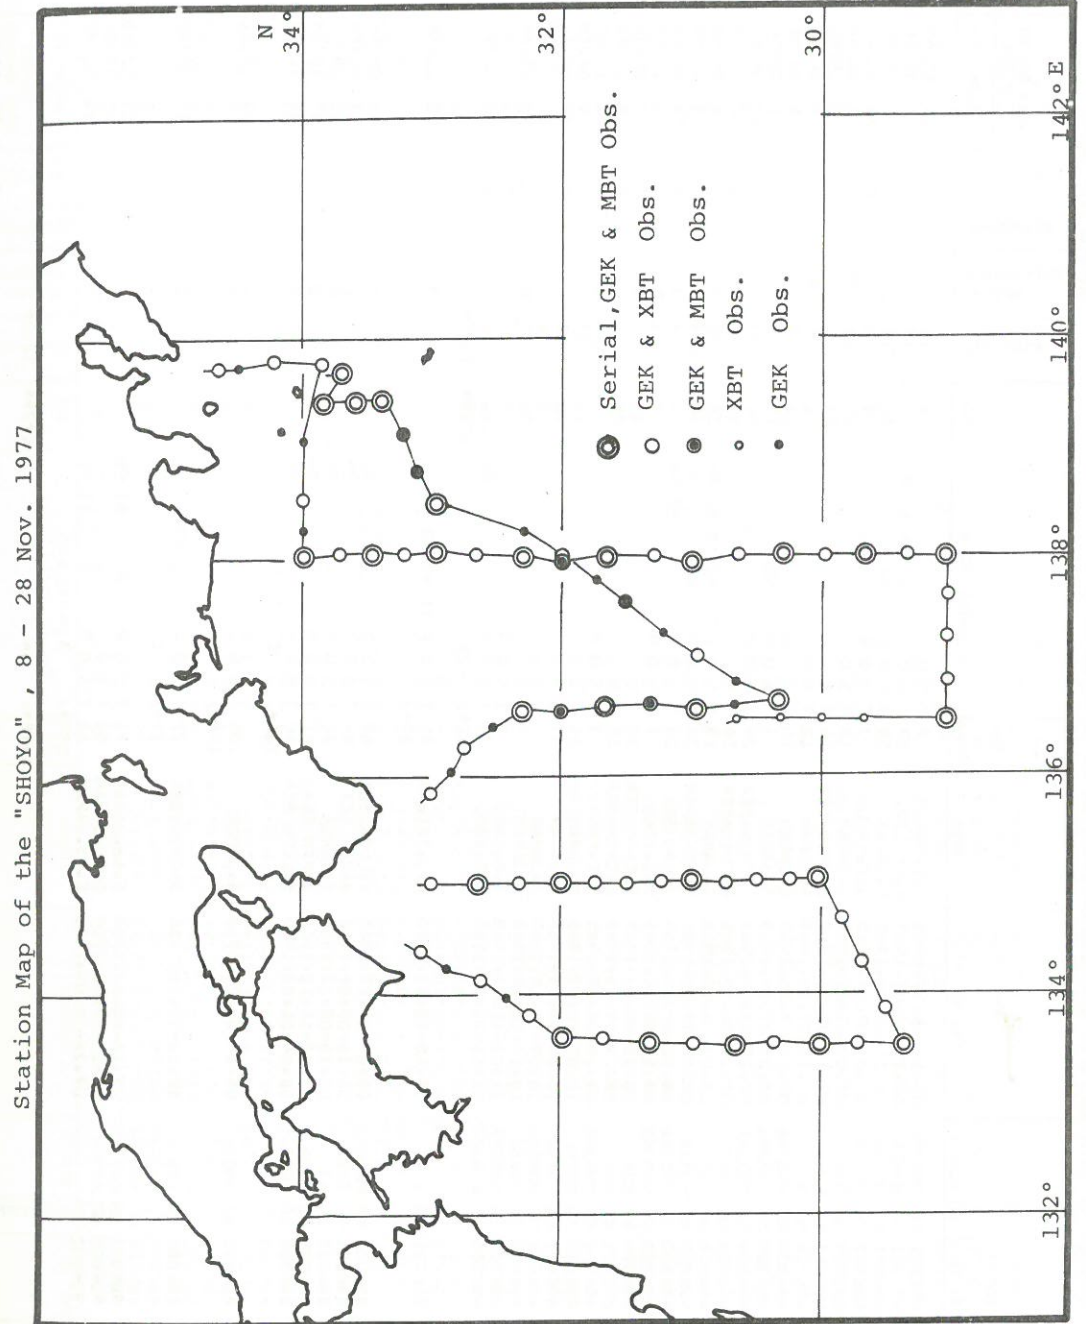 Station Map of the "SHOYO", 8 - 28 Nov. 1977
N
34°
32°
30°
Serial,GEK & MBT Obs.
GEK & XBT Obs.
GEK & MBT Obs.
XBT Obs.
GEK Obs.
132°
134°
136°
138°
140°
142°E